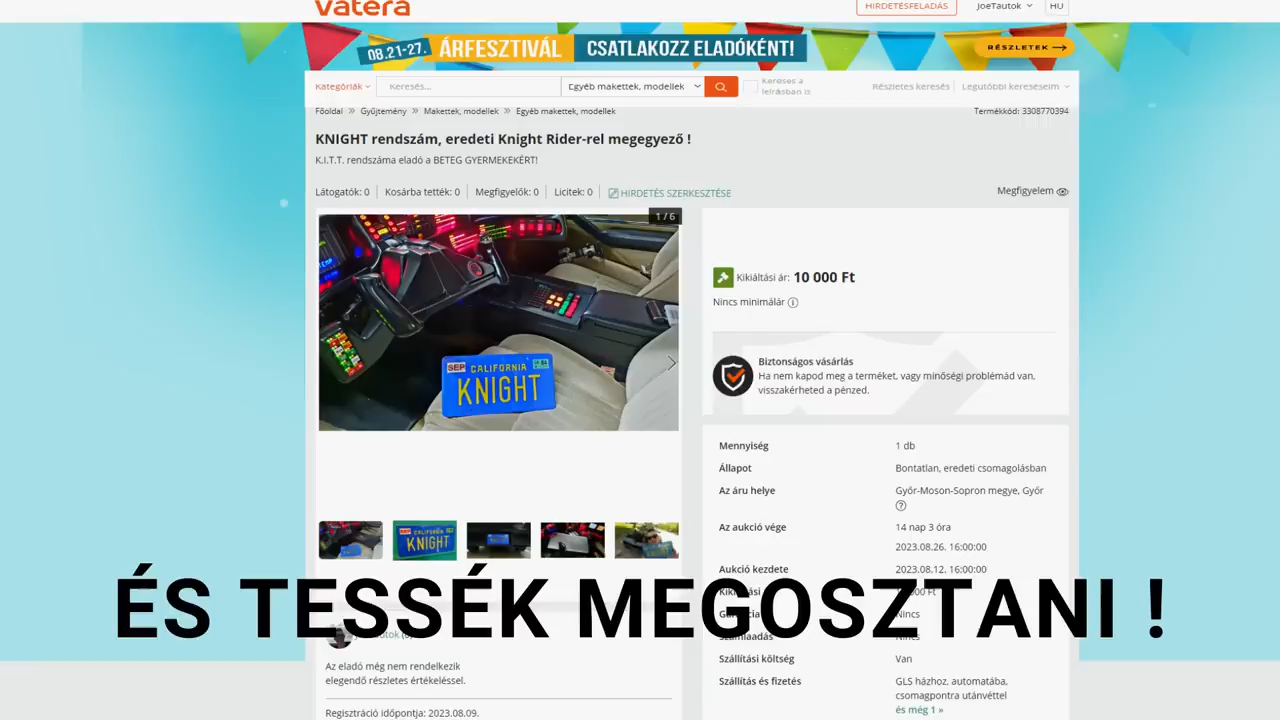 vatera
HIRDETÉSFELADÁS
JoeTautok
HU
08.21-27. ÁRFESZTIVÁL CSATLAKOZZ ELADÓKÉNT!
RÉSZLETEK
Kategóriák
Keresés...
Egyéb makettek, modellek
Keresés a
leírásban is
Részletes keresés
Legutóbbi kereséseim
Főoldal » Gyűjtemény » Makettek, modellek » Egyéb makettek, modellek
Termékkód: 3308770394
KNIGHT rendszám, eredeti Knight Rider-rel megegyező !
K.I.T.T. rendszáma eladó a BETEG GYERMEKEKÉRT!
Látogatók: 0
Kosárba tették: 0
Megfigyelők: 0
Licitek: 0
HIRDETÉS SZERKESZTÉSE
Megfigyelem
1 / 6
SEP
84
CALIFORNIA
KNIGHT
Kikiáltási ár: 10 000 Ft
Nincs minimálár
Biztonságos vásárlás
Ha nem kapod meg a terméket, vagy minőségi problémád van,
visszakérheted a pénzed.
Mennyiség 1 db
Állapot Bontatlan, eredeti csomagolásban
Az áru helye Győr-Moson-Sopron megye, Győr
Az aukció vége 14 nap 3 óra
2023.08.26. 16:00:00
Aukció kezdete 2023.08.12. 16:00:00
CALIFORNIA
KNIGHT
ÉS TESSÉK MEGOSZTANI !
Nincs
Számlaadás Nincs
Szállítási költség Van
Szállítás és fizetés GLS házhoz, automatába,
csomagpontra utánvéttel
és még 1 »
Az eladó még nem rendelkezik
elegendő részletes értékeléssel.
Regisztráció időpontja: 2023.08.09.